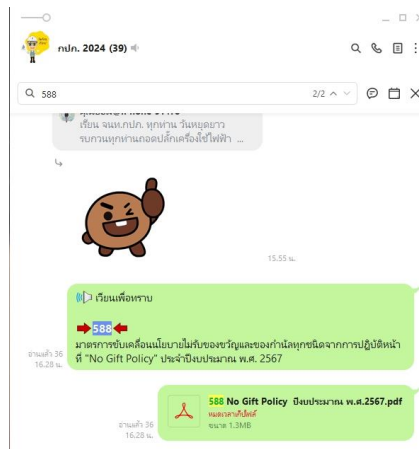 กปภ. 2024 (39)
588
2/2
เรียน จนท.กปภ. ทุกท่าน วันหยุดยาว
รบกวนทุกท่านถอดปลั๊กเครื่องใช้ไฟฟ้า ...
15.55 น.
เวียนเพื่อทราบ
588
มาตรการขับเคลื่อนนโยบายไม่รับของขวัญและของกำนัลทุกชนิดจากการปฏิบัติหน้า
ที่ "No Gift Policy" ประจำปีงบประมาณ พ.ศ. 2567
อ่านแล้ว 36
16.28 น.
588 No Gift Policy ปีงบประมาณ พ.ศ.2567.pdf
หมดเวลาเก็บไฟล์
ขนาด 1.3MB
อ่านแล้ว 36
16.28 น.